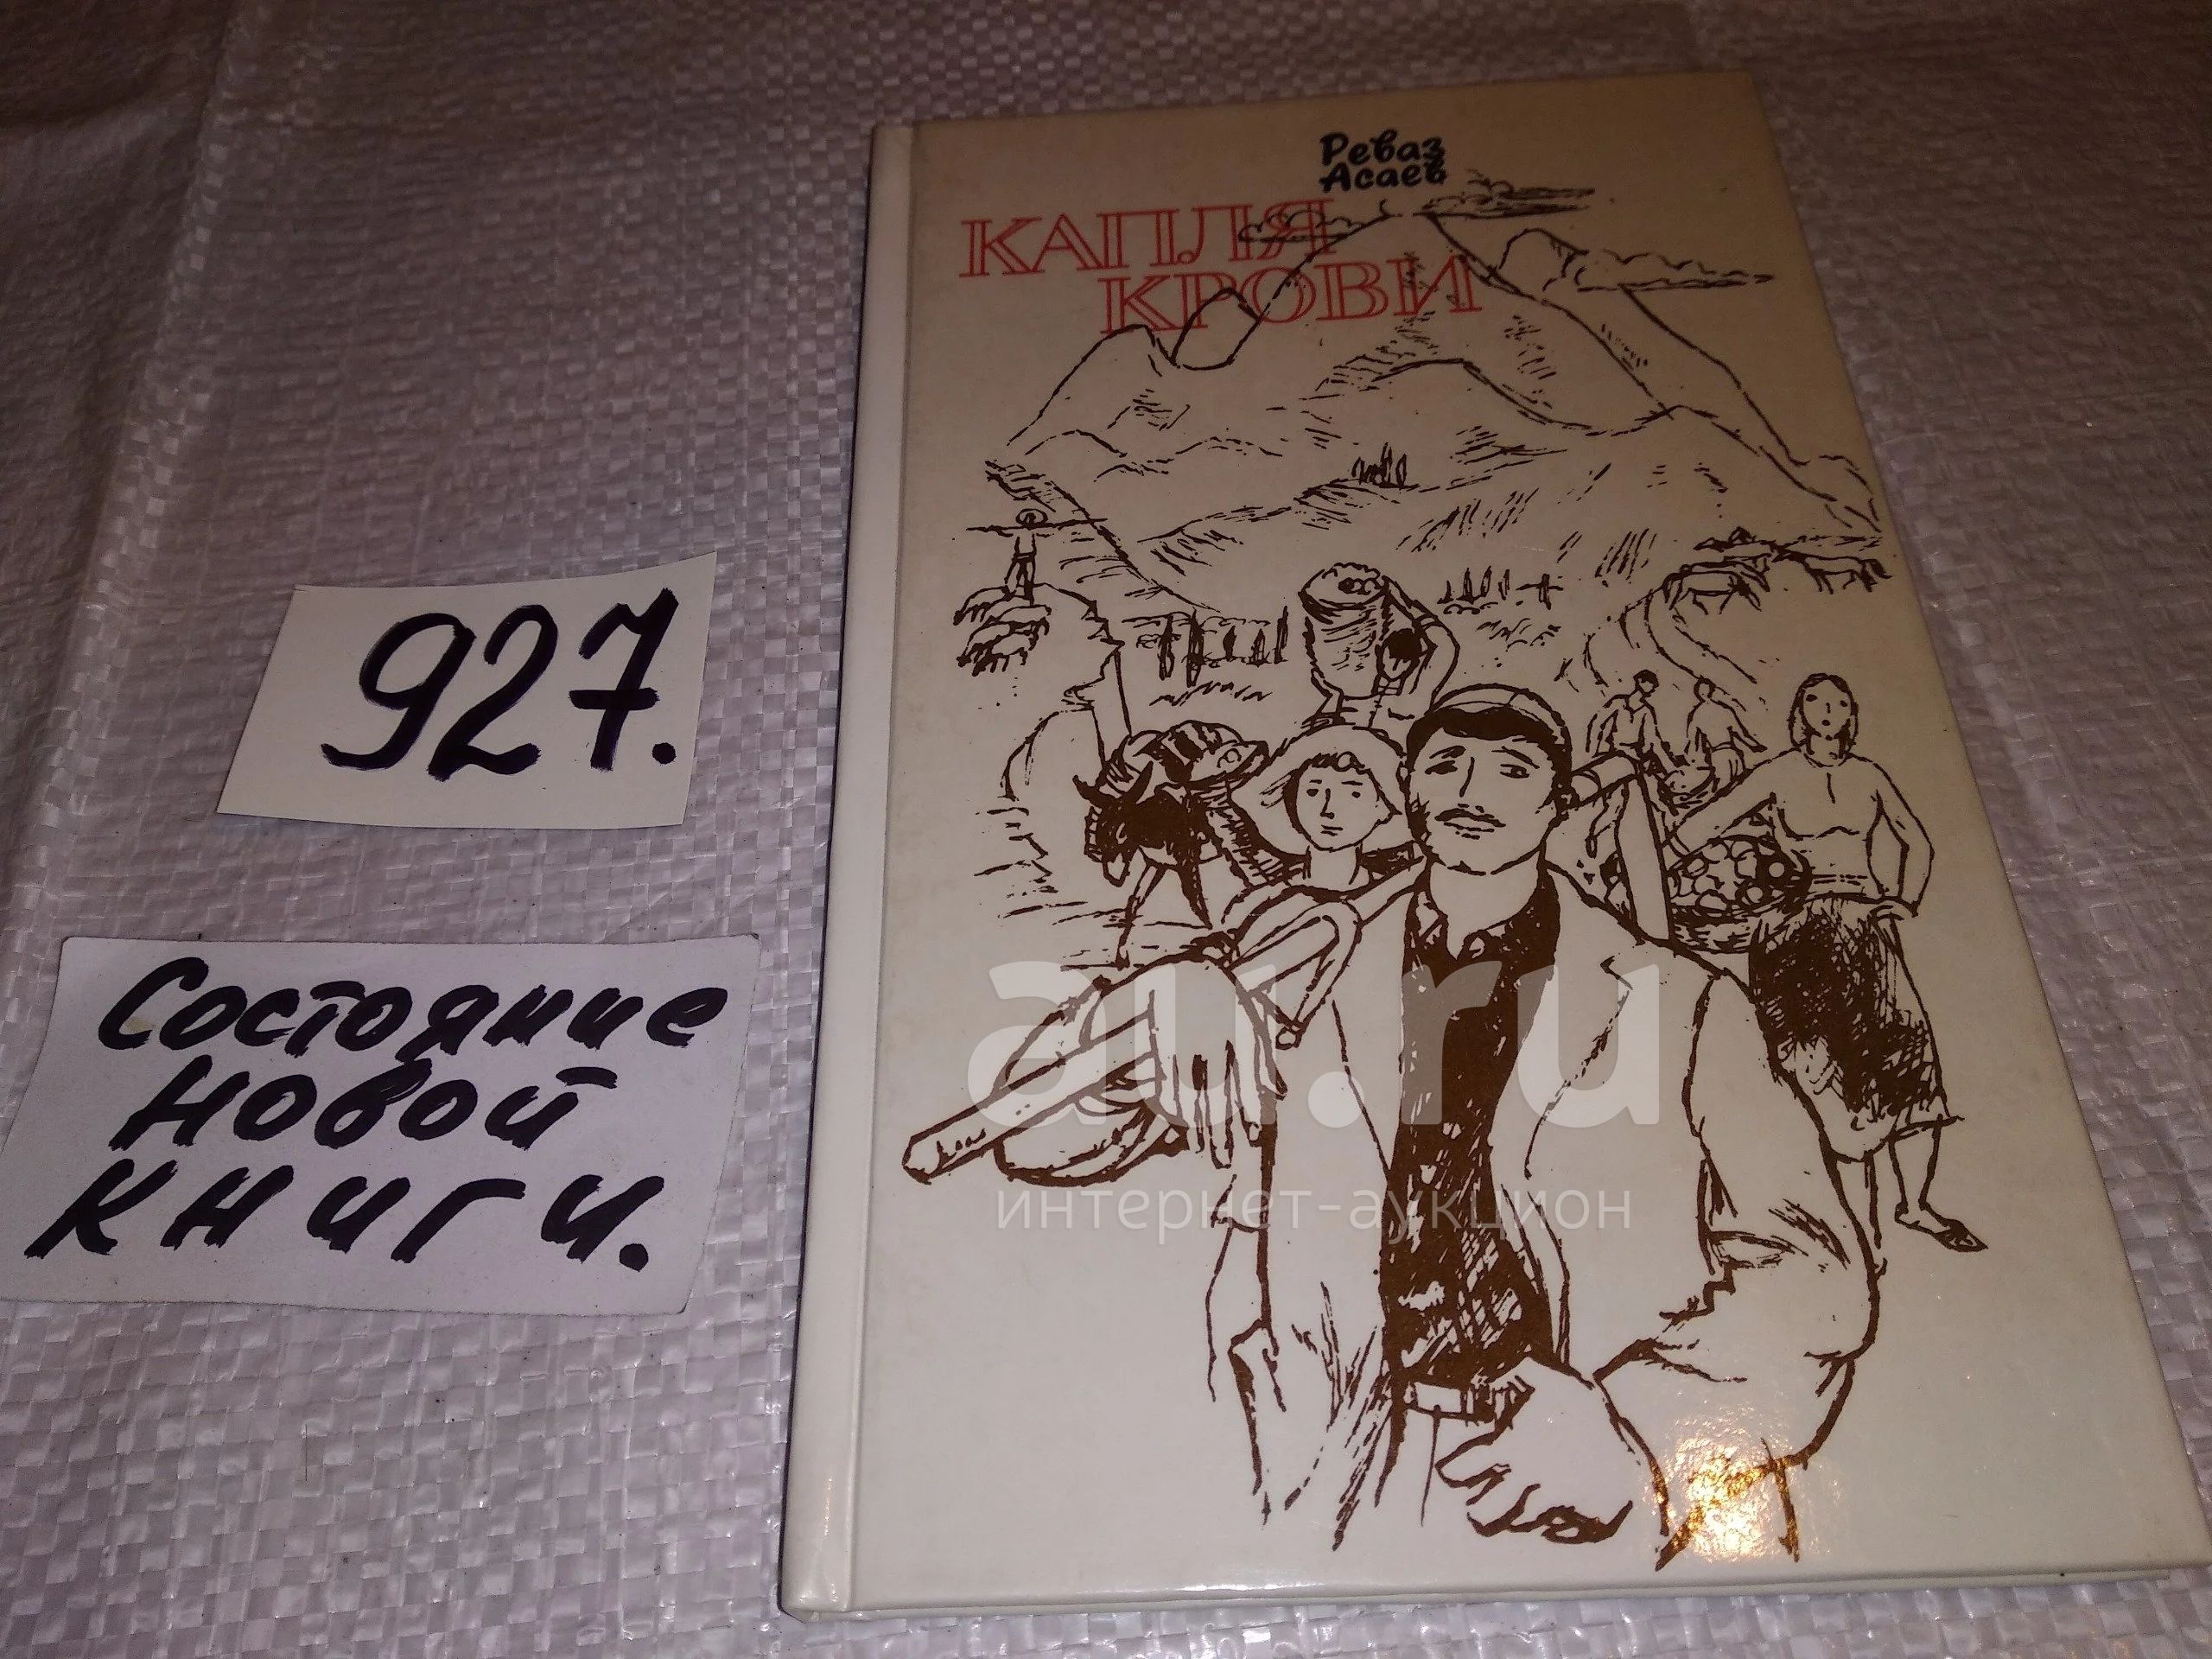 Реваз
Асаев
КАПЛЯ
КРОВИ
927.
Состояние
новой
книги.
au.ru
интернет-аукцион